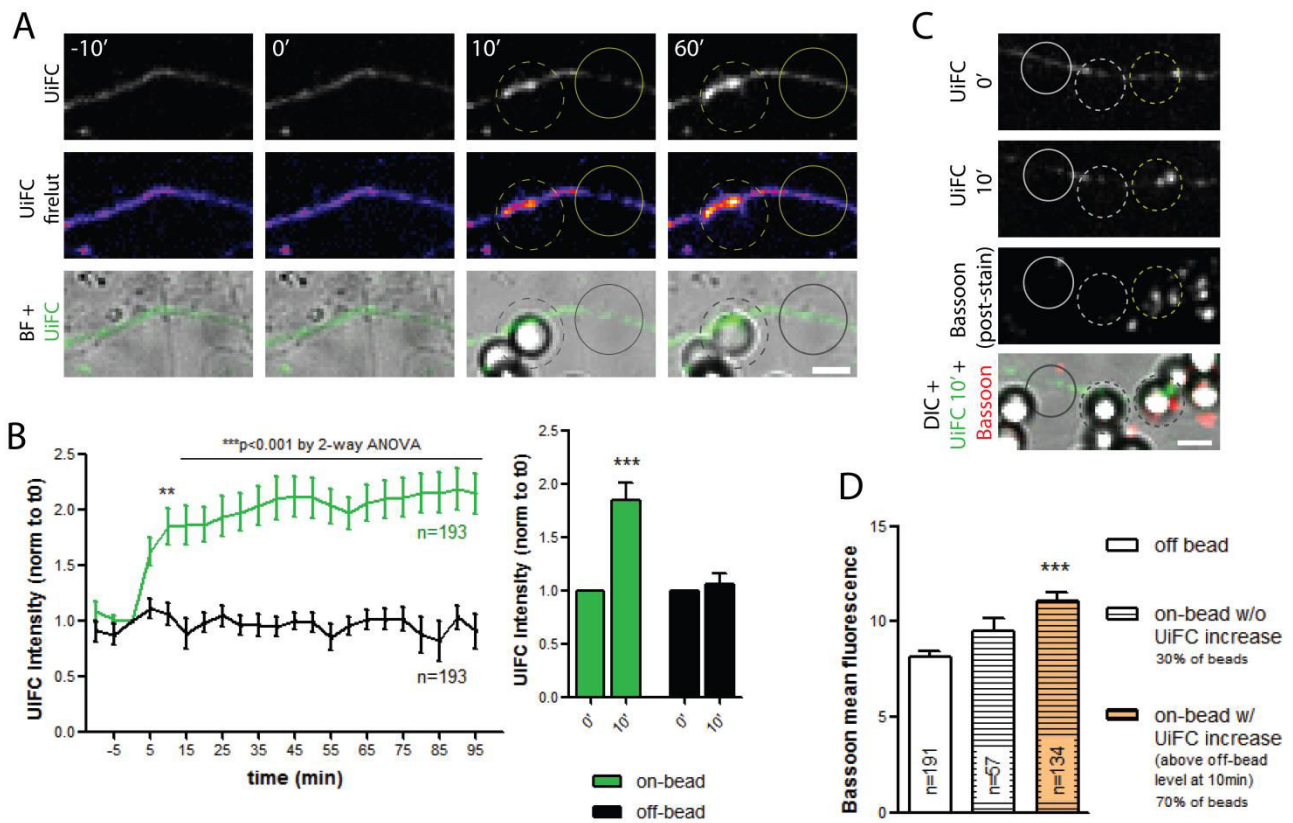 A
-10'
0'
10'
60'
UiFC
UiFC
firelut
BF +
UiFC
C
UiFC
0'
UiFC
10'
Bassoon
(post-stain)
DIC +
UiFC 10' +
Bassoon
B
***p<0.001 by 2-way ANOVA
UiFC Intensity (norm to t0)
2.5
2.0
1.5
1.0
0.5
0.0
**
n=193
n=193
-5 5 15 25 35 45 55 65 75 85 95
time (min)
UiFC Intensity (norm to t0)
2.5
2.0
1.5
1.0
0.5
0.0
***
0' 10' 0' 10'
on-bead
off-bead
D
Bassoon mean fluorescence
15
10
5
0
***
n=191
n=57
n=134
off bead
on-bead w/o
UiFC increase
30% of beads
on-bead w/
UiFC increase
(above off-bead
level at 10min)
70% of beads